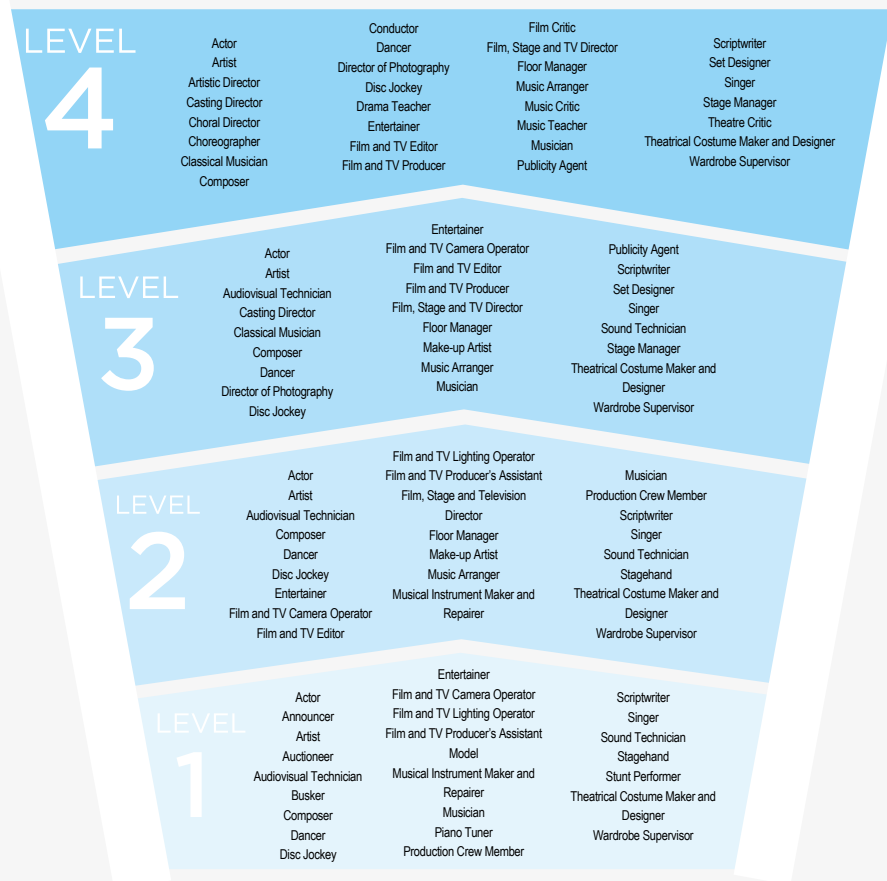 LEVEL
4
Actor
Artist
Artistic Director
Casting Director
Choral Director
Choreographer
Classical Musician
Composer
Conductor
Dancer
Director of Photography
Disc Jockey
Drama Teacher
Entertainer
Film and TV Editor
Film and TV Producer
Film Critic
Film, Stage and TV Director
Floor Manager
Music Arranger
Music Critic
Music Teacher
Musician
Publicity Agent
Scriptwriter
Set Designer
Singer
Stage Manager
Theatre Critic
Theatrical Costume Maker and Designer
Wardrobe Supervisor
LEVEL
3
Actor
Artist
Audiovisual Technician
Casting Director
Classical Musician
Composer
Dancer
Director of Photography
Disc Jockey
Entertainer
Film and TV Camera Operator
Film and TV Editor
Film and TV Producer
Film, Stage and TV Director
Floor Manager
Make-up Artist
Music Arranger
Musician
Publicity Agent
Scriptwriter
Set Designer
Singer
Sound Technician
Stage Manager
Theatrical Costume Maker and
Designer
Wardrobe Supervisor
LEVEL
2
Actor
Artist
Audiovisual Technician
Composer
Dancer
Disc Jockey
Entertainer
Film and TV Camera Operator
Film and TV Editor
Film and TV Lighting Operator
Film and TV Producer's Assistant
Film, Stage and Television
Director
Floor Manager
Make-up Artist
Music Arranger
Musical Instrument Maker and
Repairer
Musician
Production Crew Member
Scriptwriter
Singer
Sound Technician
Stagehand
Theatrical Costume Maker and
Designer
Wardrobe Supervisor
LEVEL
1
Actor
Announcer
Artist
Auctioneer
Audiovisual Technician
Busker
Composer
Dancer
Disc Jockey
Entertainer
Film and TV Camera Operator
Film and TV Lighting Operator
Film and TV Producer's Assistant
Model
Musical Instrument Maker and
Repairer
Musician
Piano Tuner
Production Crew Member
Scriptwriter
Singer
Sound Technician
Stagehand
Stunt Performer
Theatrical Costume Maker and
Designer
Wardrobe Supervisor